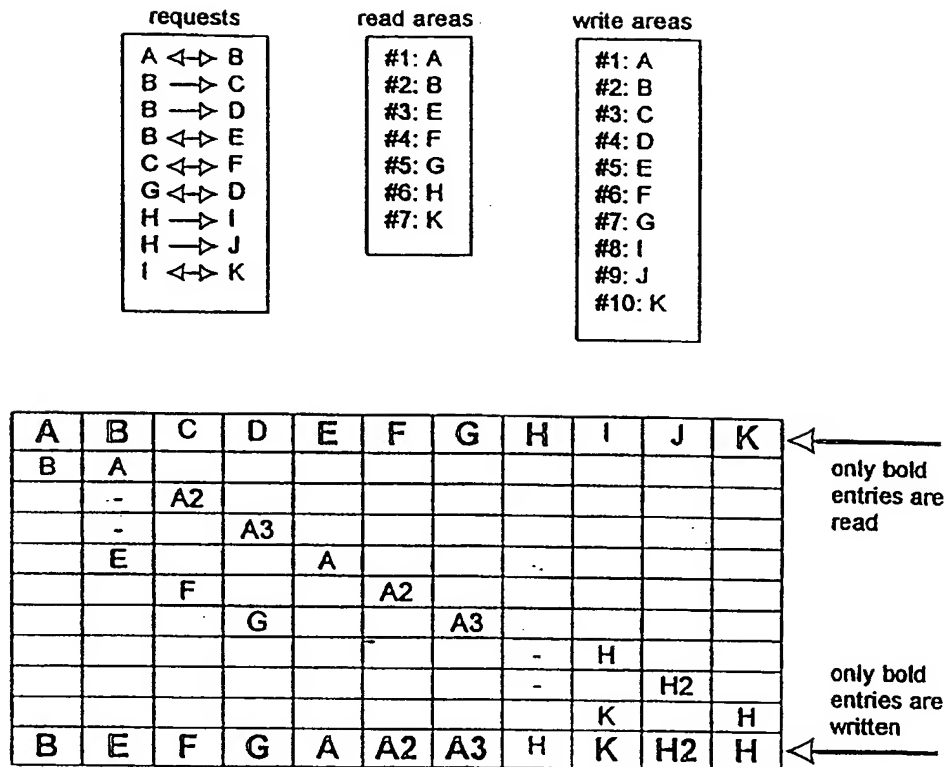 requests
A <-> B
B —> C
B —> D
B <-> E
C <-> F
G <-> D
H —> I
H —> J
I <-> K
read areas
#1: A
#2: B
#3: E
#4: F
#5: G
#6: H
#7: K
write areas
#1: A
#2: B
#3: C
#4: D
#5: E
#6: F
#7: G
#8: I
#9: J
#10: K
A B C D E F G H I J K
B A
- A2
- A3
E A
F A2
G A3
- H
- H2
K H
B E F G A A2 A3 H K H2 H
only bold
entries are
read
only bold
entries are
written